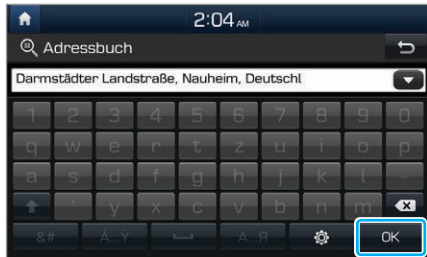 2:04 AM
Adressbuch
Darmstädter Landstraße, Nauheim, Deutschl
1 2 3 4 5 6 7 8 9 0
q w e r t z u i o p
a s d f g h j k l -
' y x c v b n m
&# À...Ý A...Я OK